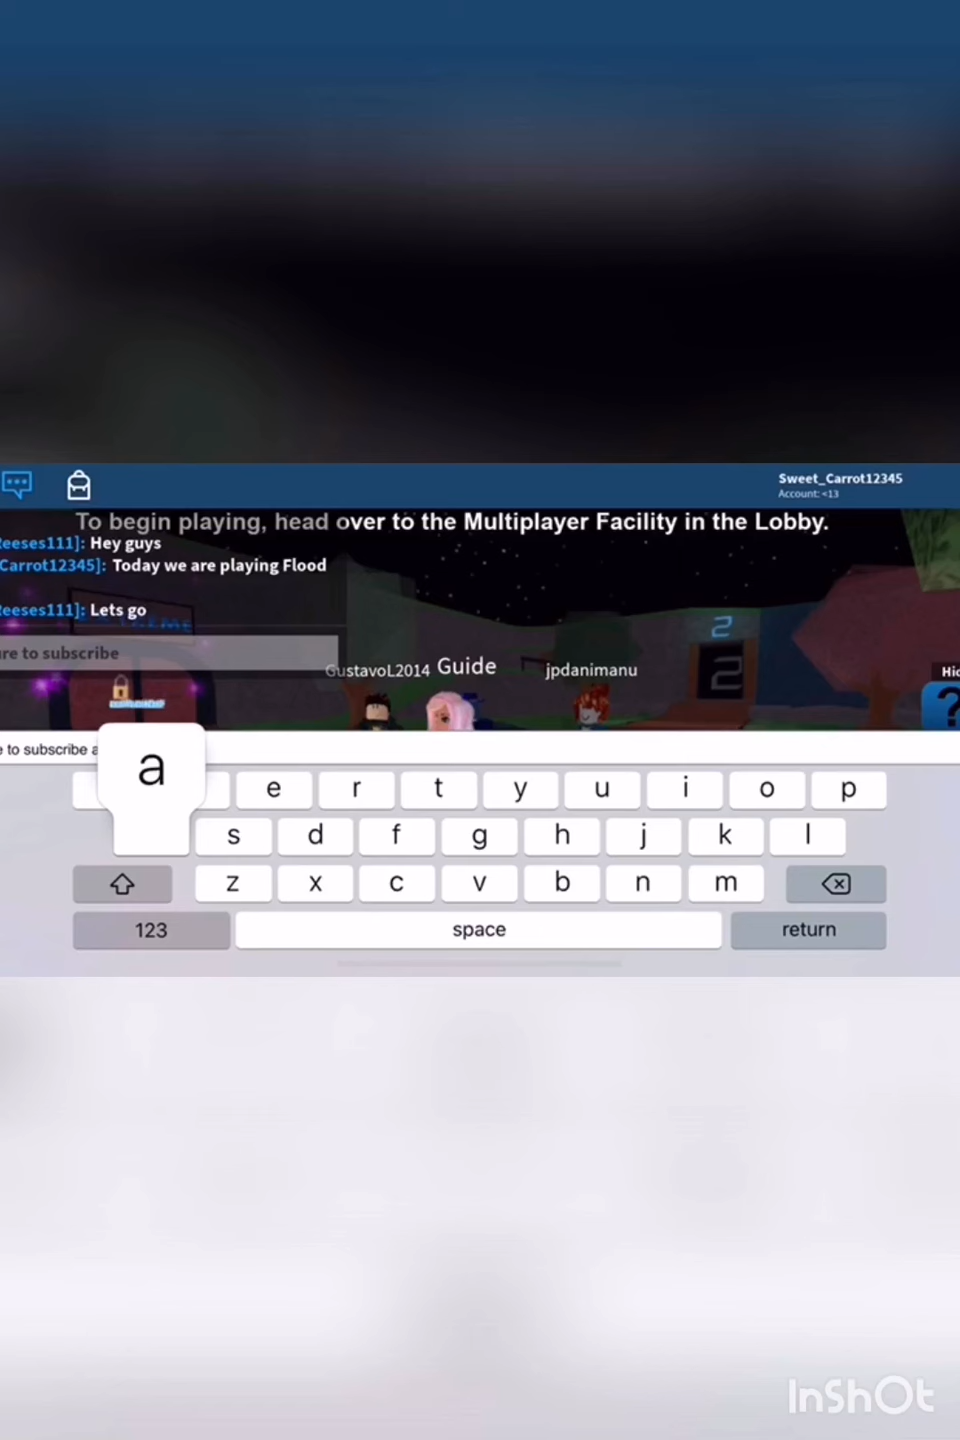 Sweet_Carrot12345
Account: <13
To begin playing, head over to the Multiplayer Facility in the Lobby.
eeses111]: Hey guys
Carrot12345]: Today we are playing Flood
eeses111]: Lets go
re to subscribe
GustavoL2014 Guide jpdanimanu
2
2
Hid
?
e to subscribe a
a
e r t y u i o p
s d f g h j k l
z x c v b n m
123 space return
InShOt